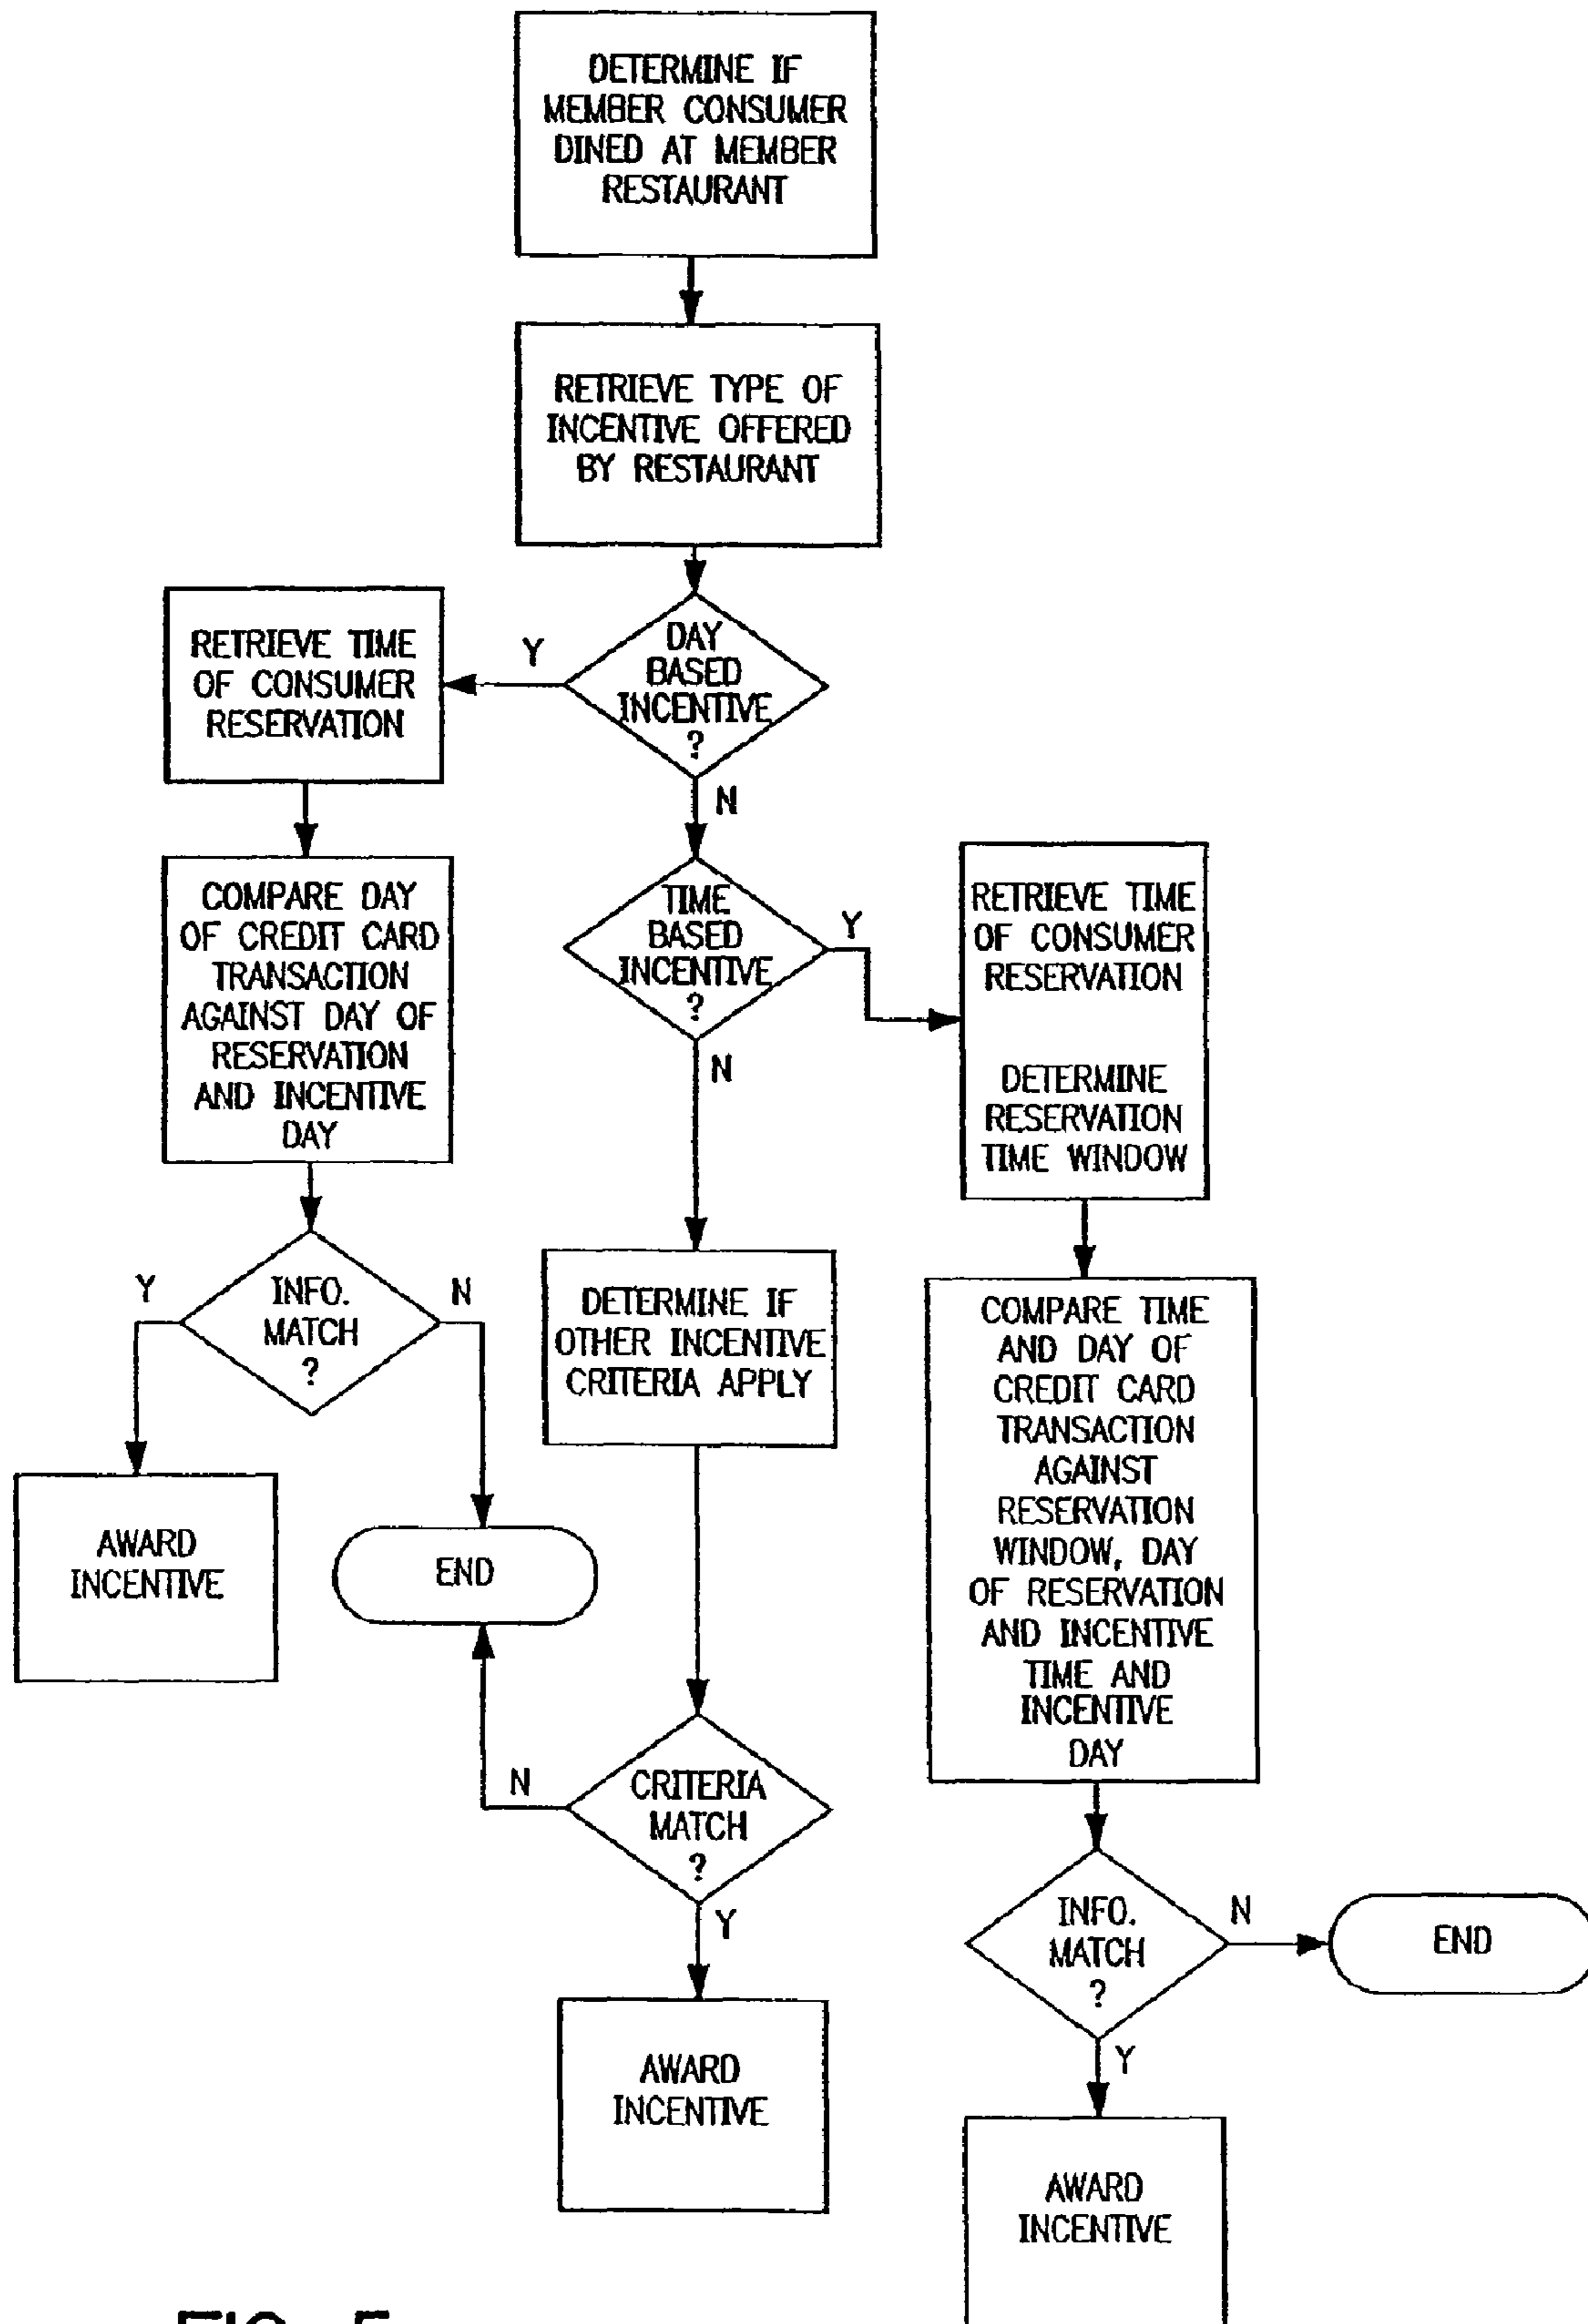 DETERMINE IF
MEMBER CONSUMER
DINED AT MEMBER
RESTAURANT
RETRIEVE TYPE OF
INCENTIVE OFFERED
BY RESTAURANT
DAY
BASED
INCENTIVE
?
Y
N
RETRIEVE TIME
OF CONSUMER
RESERVATION
COMPARE DAY
OF CREDIT CARD
TRANSACTION
AGAINST DAY OF
RESERVATION
AND INCENTIVE
DAY
INFO.
MATCH
?
Y
N
AWARD
INCENTIVE
END
TIME
BASED
INCENTIVE
?
Y
N
DETERMINE IF
OTHER INCENTIVE
CRITERIA APPLY
CRITERIA
MATCH
?
N
Y
AWARD
INCENTIVE
RETRIEVE TIME
OF CONSUMER
RESERVATION
DETERMINE
RESERVATION
TIME WINDOW
COMPARE TIME
AND DAY OF
CREDIT CARD
TRANSACTION
AGAINST
RESERVATION
WINDOW, DAY
OF RESERVATION
AND INCENTIVE
TIME AND
INCENTIVE
DAY
INFO.
MATCH
?
N
END
Y
AWARD
INCENTIVE